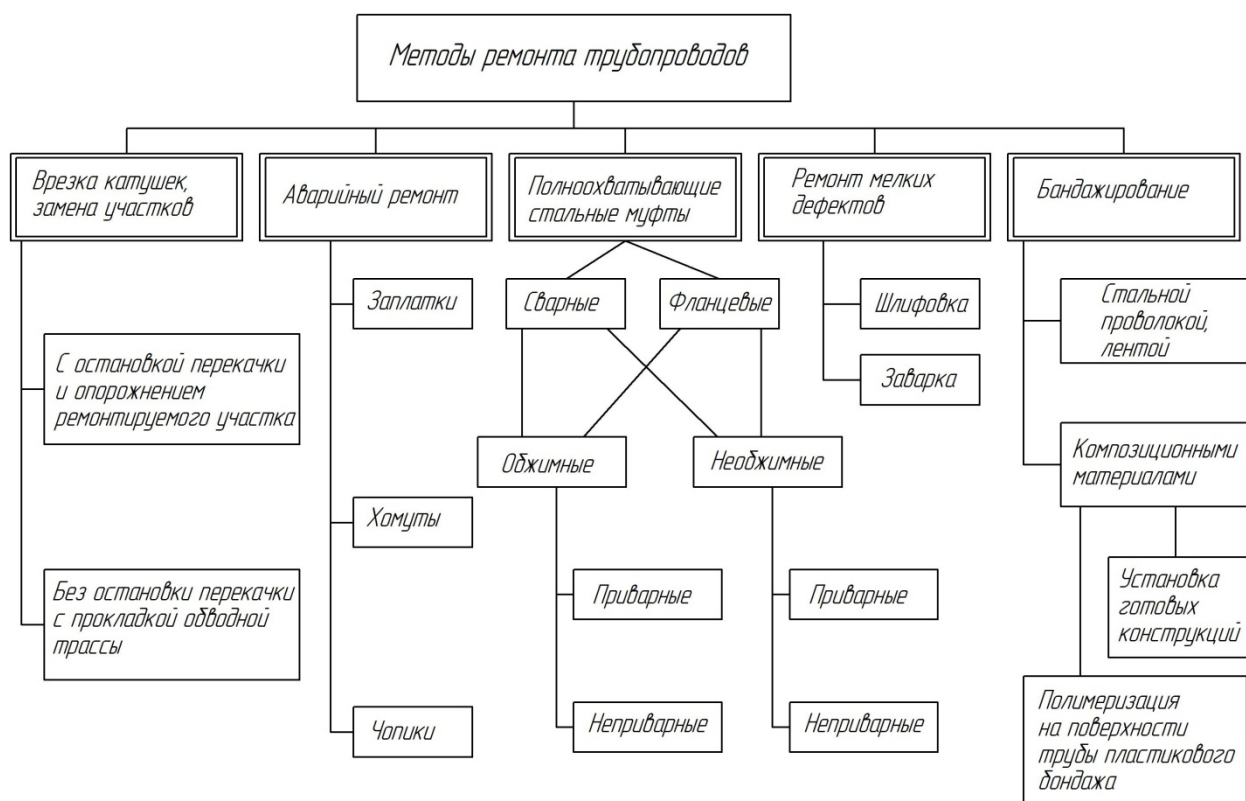 Методы ремонта трубопроводов
Врезка катушек,
замена участков
Аварийный ремонт
Полноохватывающие
стальные муфты
Ремонт мелких
дефектов
Бандажирование
Заплатки
Сварные
Фланцевые
Шлифовка
Стальной
проволокой,
лентой
С остановкой перекачки
и опорожнением
ремонтируемого участка
Заварка
Обжимные
Необжимные
Композиционными
материалами
Хомуты
Без остановки перекачки
с прокладкой обводной
трассы
Приварные
Приварные
Установка
готовых
конструкций
Чопики
Неприварные
Неприварные
Полимеризация
на поверхности
трубы пластикового
бондажа